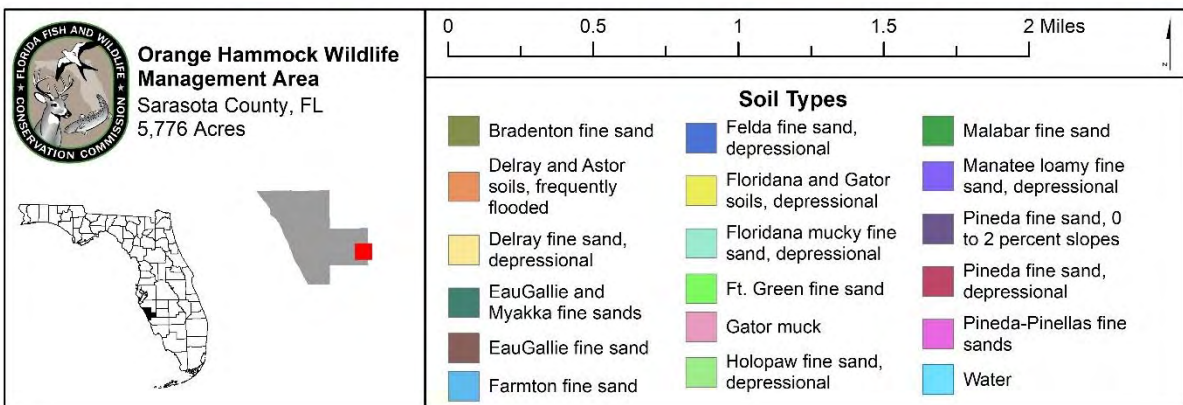 FLORIDA FISH AND WILDLIFE
CONSERVATION COMMISSION
Orange Hammock Wildlife
Management Area
Sarasota County, FL
5,776 Acres
0 0.5 1 1.5 2 Miles
N
Soil Types
Bradenton fine sand
Delray and Astor
soils, frequently
flooded
Delray fine sand,
depressional
EauGallie and
Myakka fine sands
EauGallie fine sand
Farmton fine sand
Felda fine sand,
depressional
Floridana and Gator
soils, depressional
Floridana mucky fine
sand, depressional
Ft. Green fine sand
Gator muck
Holopaw fine sand,
depressional
Malabar fine sand
Manatee loamy fine
sand, depressional
Pineda fine sand, 0
to 2 percent slopes
Pineda fine sand,
depressional
Pineda-Pinellas fine
sands
Water